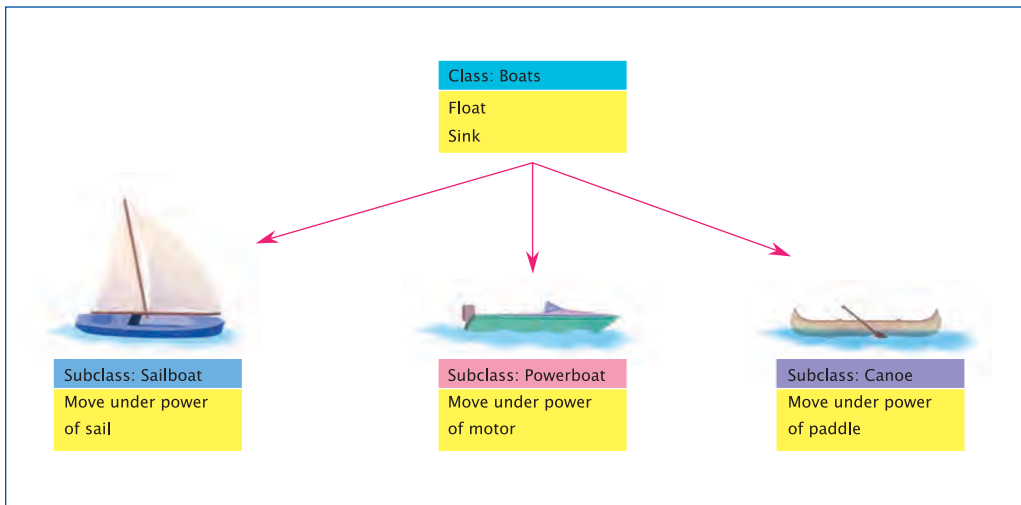 Class: Boats
Float
Sink
Subclass: Sailboat
Move under power
of sail
Subclass: Powerboat
Move under power
of motor
Subclass: Canoe
Move under power
of paddle